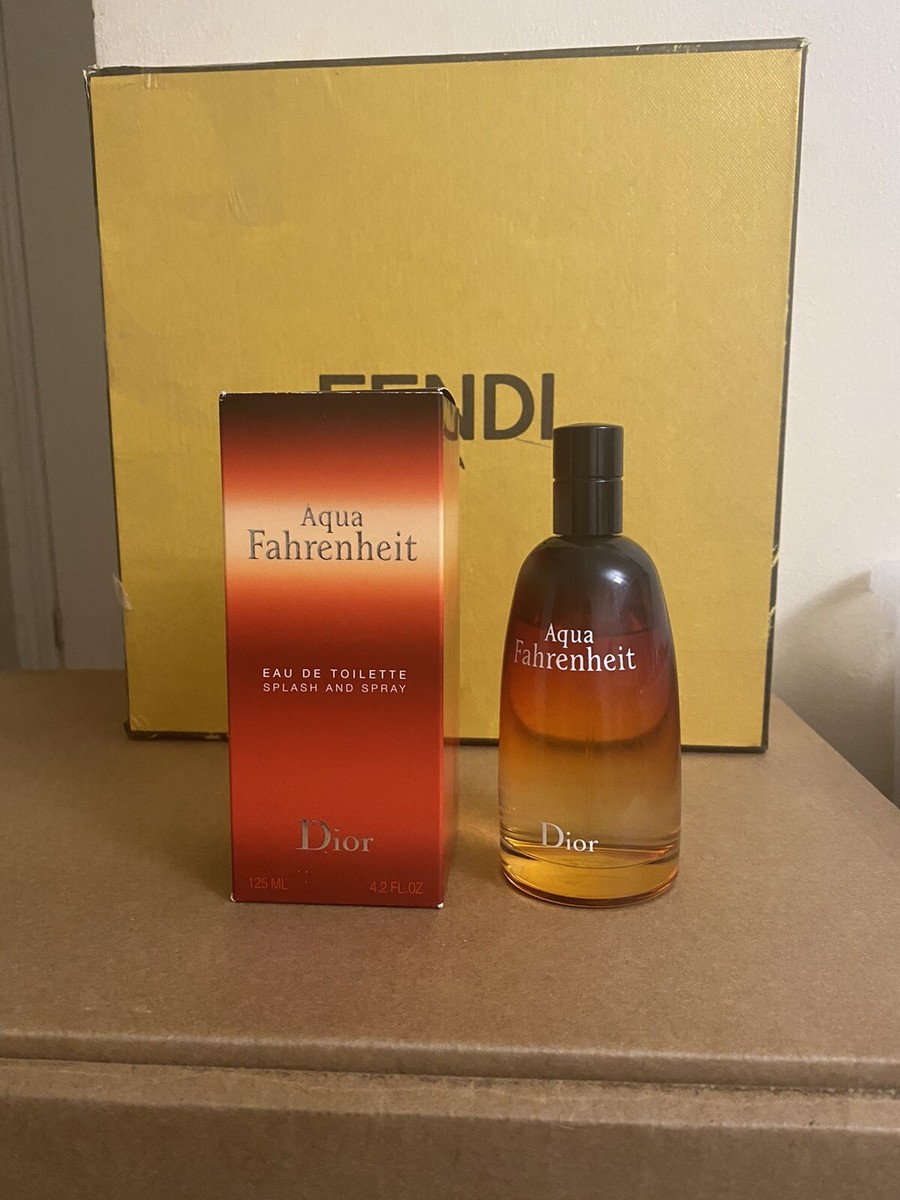 FENDI
Aqua
Fahrenheit
EAU DE TOILETTE
SPLASH AND SPRAY
Dior
125 ML 4.2 FL.OZ
Aqua
Fahrenheit
Dior